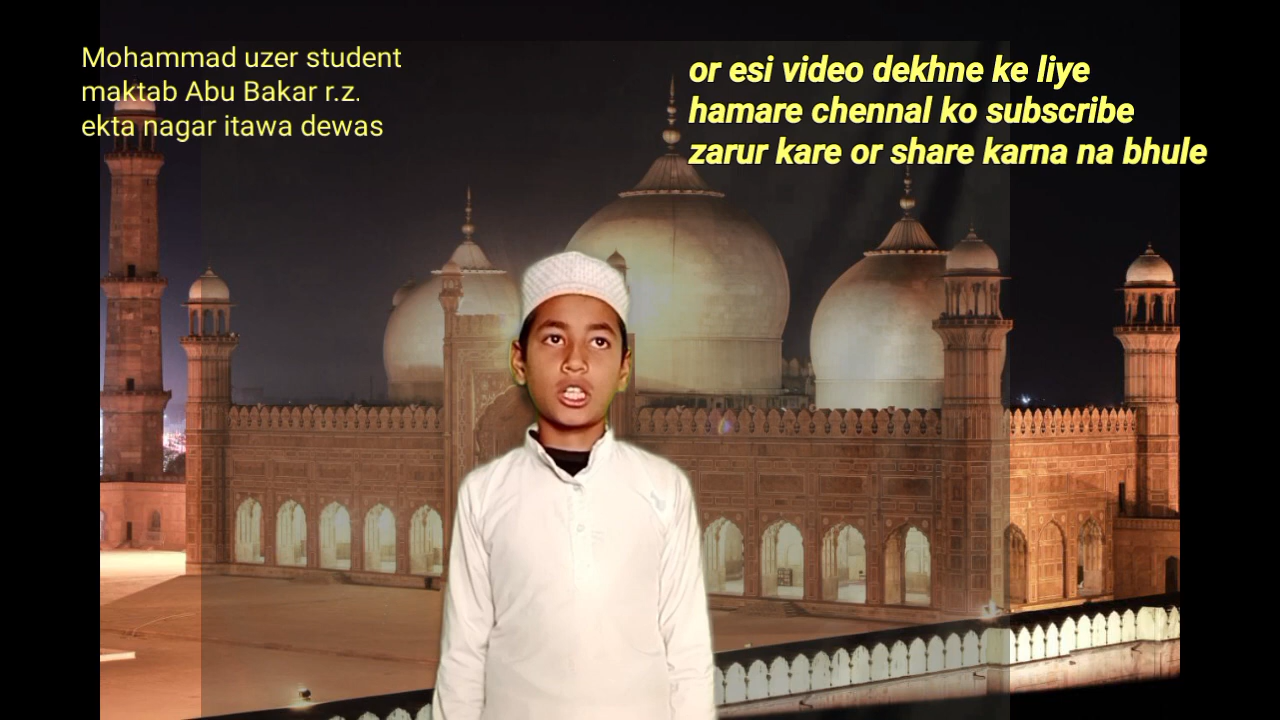 Mohammad uzer student
maktab Abu Bakar r.z.
ekta nagar itawa dewas
or esi video dekhne ke liye
hamare chennal ko subscribe
zarur kare or share karna na bhule